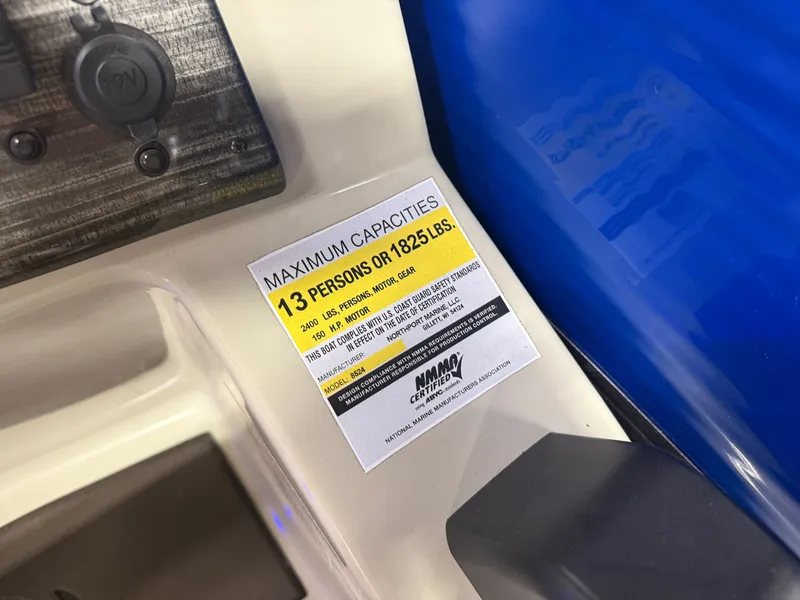 12V
MAXIMUM CAPACITIES
13 PERSONS OR 1825 LBS.
2400 LBS, PERSONS, MOTOR, GEAR
150 H.P. MOTOR
THIS BOAT COMPLIES WITH U.S. COAST GUARD SAFETY STANDARDS
IN EFFECT ON THE DATE OF CERTIFICATION
MANUFACTURER: NORTHPORT MARINE, LLC.
GILLETT, WI 54124
MODEL: 8524
DESIGN COMPLIANCE WITH NMMA REQUIREMENTS IS VERIFIED.
MANUFACTURER RESPONSIBLE FOR PRODUCTION CONTROL.
NMMA
CERTIFIED
using ABYC standards
NATIONAL MARINE MANUFACTURERS ASSOCIATION